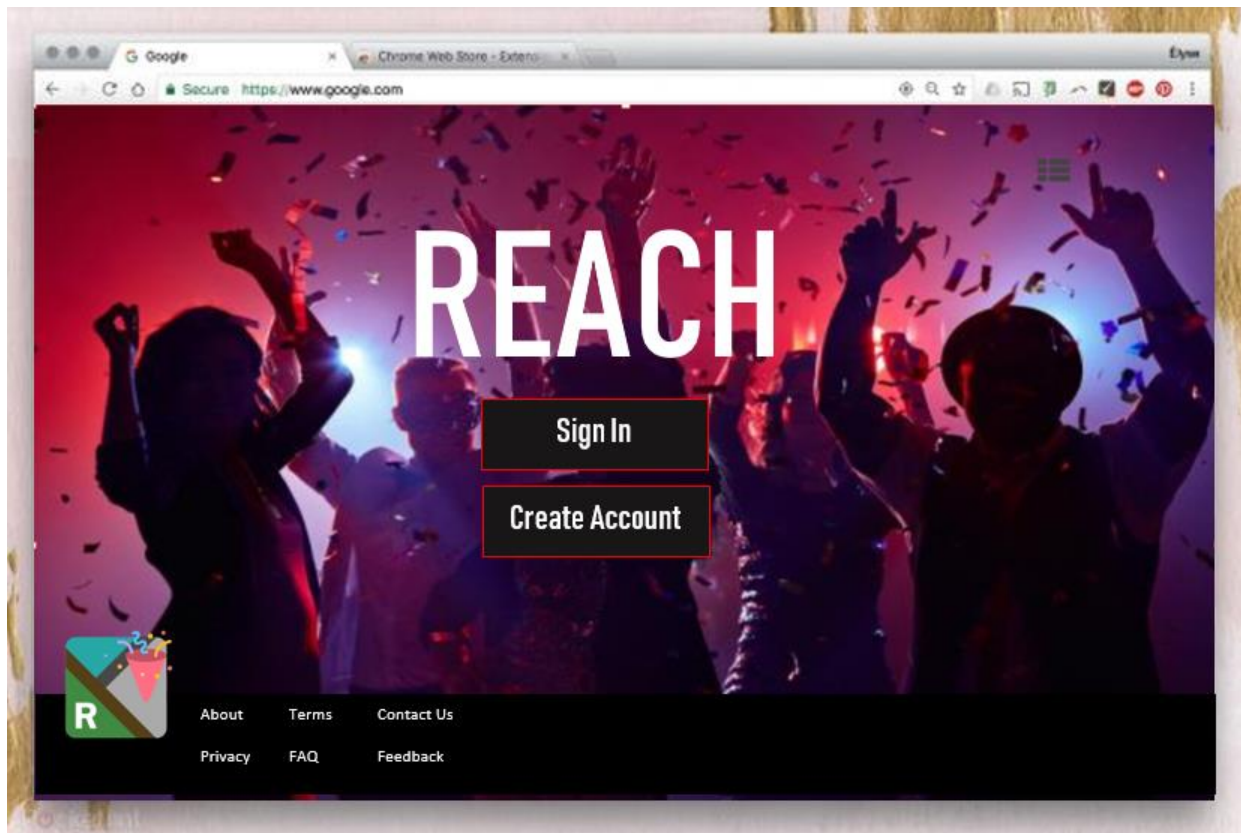 Google
Chrome Web Store - Extens
Élyse
Secure https://www.google.com
REACH
Sign In
Create Account
R
About Terms Contact Us
Privacy FAQ Feedback